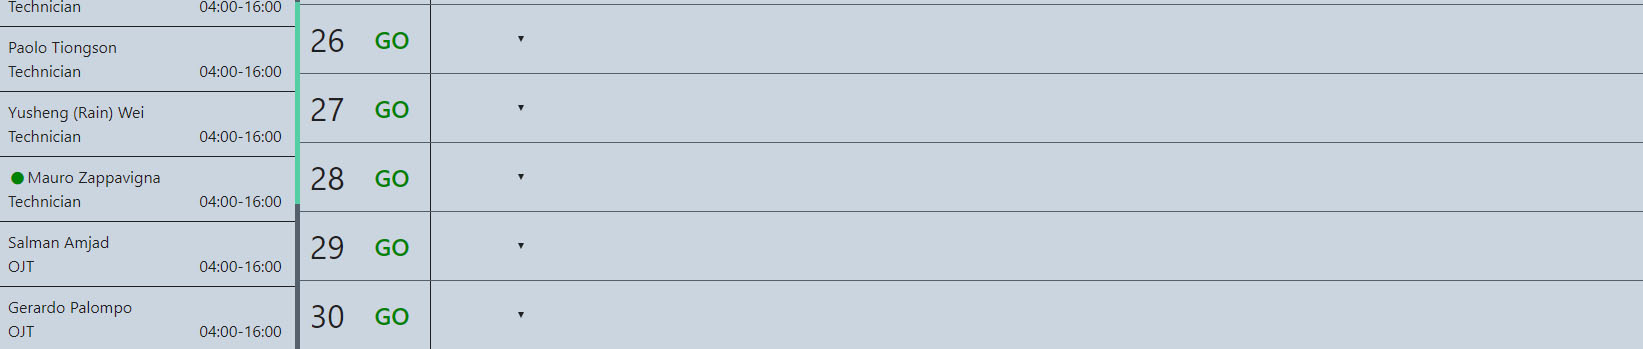 Technician 04:00-16:00
Paolo Tiongson
Technician 04:00-16:00
Yusheng (Rain) Wei
Technician 04:00-16:00
Mauro Zappavigna
Technician 04:00-16:00
Salman Amjad
OJT 04:00-16:00
Gerardo Palompo
OJT 04:00-16:00
26 GO
27 GO
28 GO
29 GO
30 GO